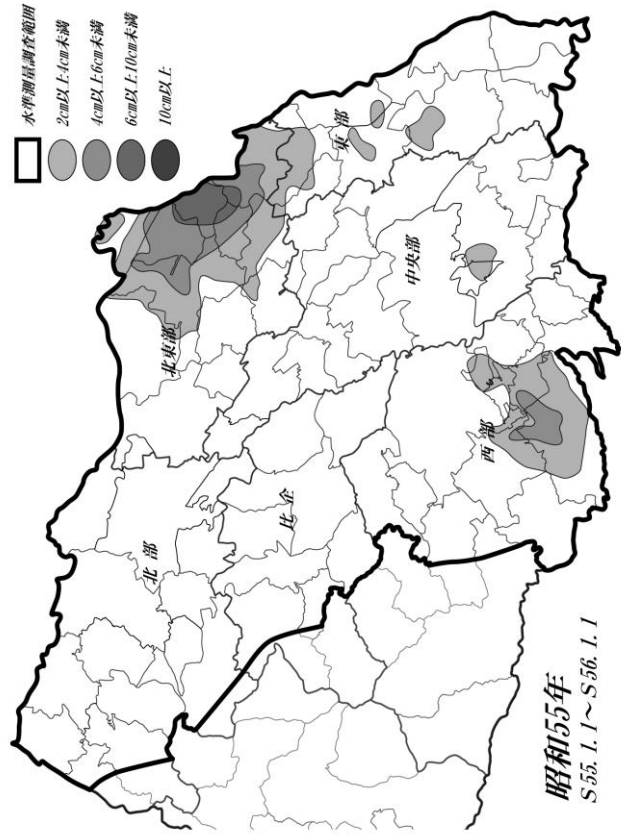 水準測量調査範囲
2cm以上4cm未満
4cm以上6cm未満
6cm以上10cm未満
10cm以上
北東部
東部
北部
比企
中央部
西部
昭和55年
S55.1.1~S56.1.1